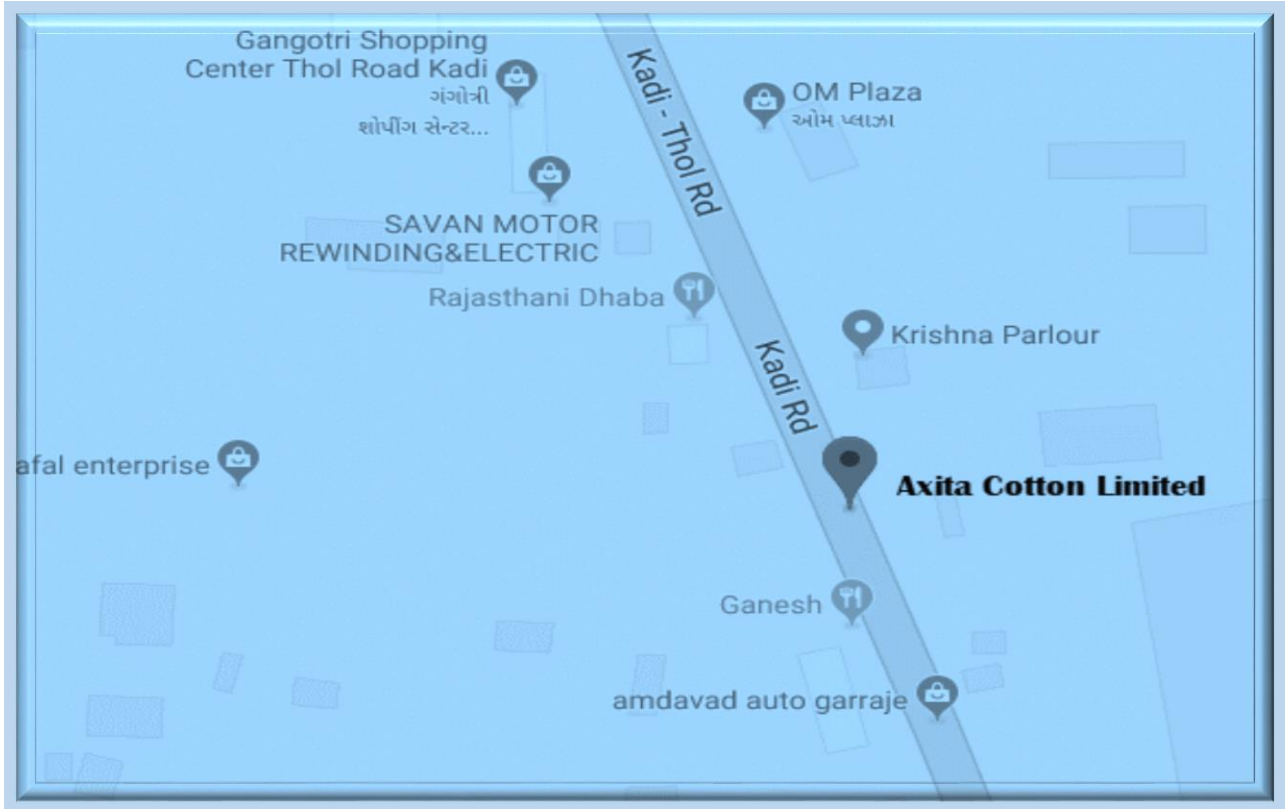 Gangotri Shopping
Center Thol Road Kadi
ગંગોત્રી
શોપીંગ સેન્ટર...
Kadi - Thol Rd
OM Plaza
ઓમ પ્લાઝા
SAVAN MOTOR
REWINDING&ELECTRIC
Rajasthani Dhaba
Krishna Parlour
Kadi Rd
afal enterprise
Axita Cotton Limited
Ganesh
amdavad auto garraje